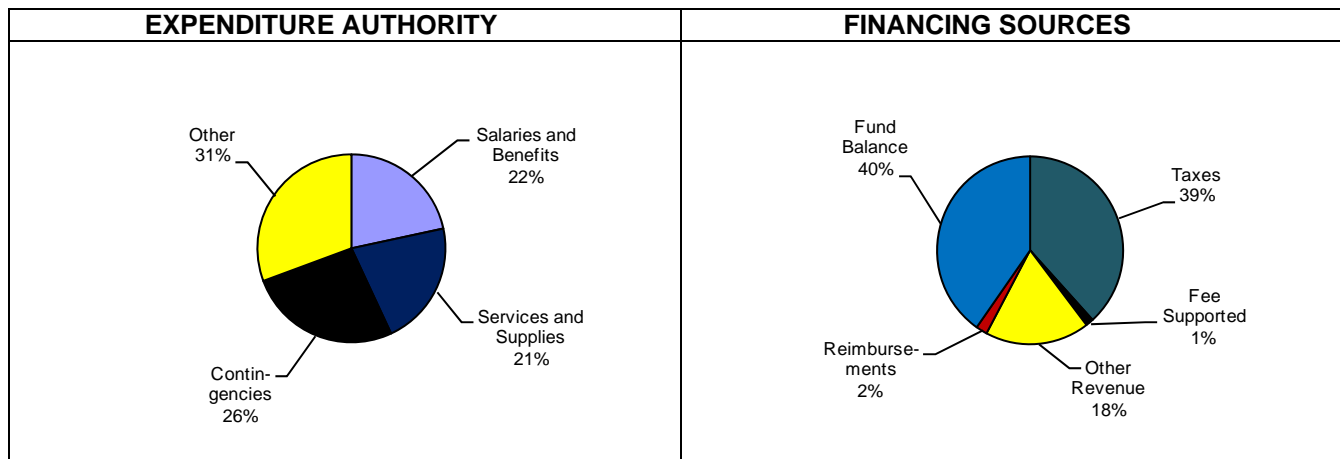 EXPENDITURE AUTHORITY
Other
31%
Salaries and
Benefits
22%
Services and
Supplies
21%
Contin-
gencies
26%
FINANCING SOURCES
Fund
Balance
40%
Taxes
39%
Fee
Supported
1%
Other
Revenue
18%
Reimburse-
ments
2%